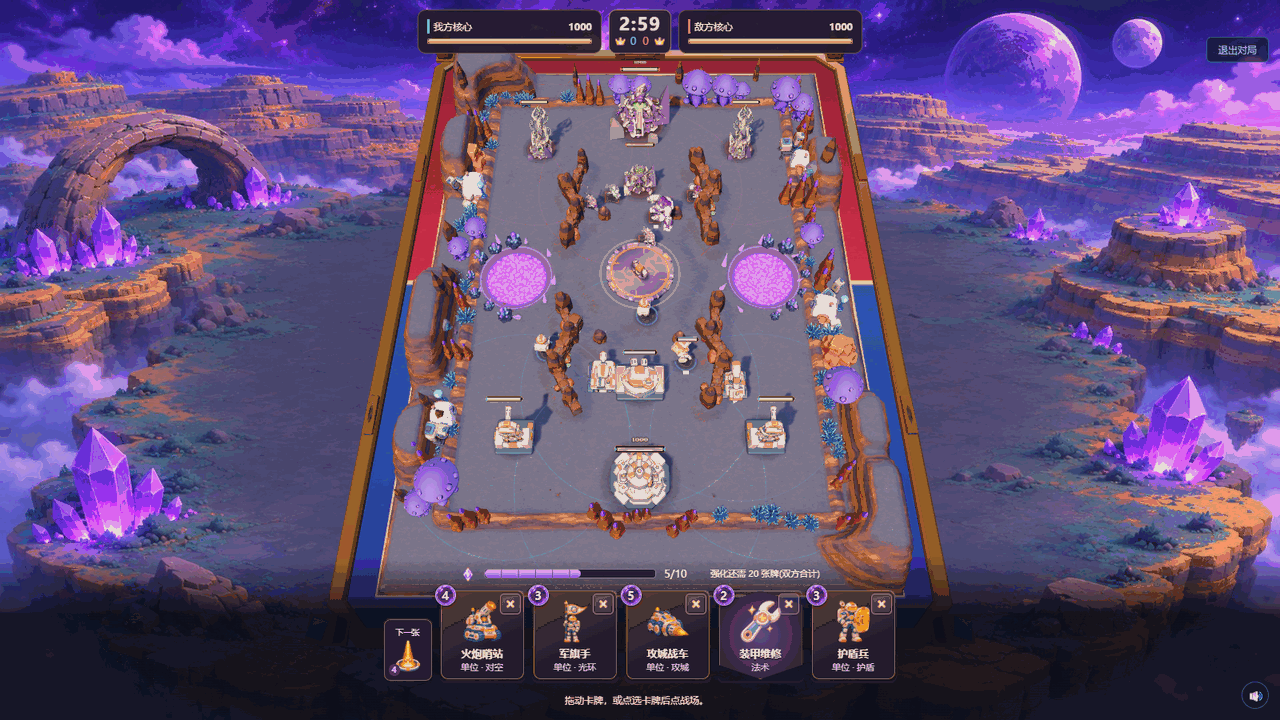 我方核心 1000
2:59
0 0
敌方核心 1000
退出对局
1000
5/10
强化还需 20 张牌(双方合计)
下一张
4
4
火炮哨站
单位·对空
3
军旗手
单位·光环
5
攻城战车
单位·攻城
2
装甲维修
法术
3
护盾兵
单位·护盾
拖动卡牌，或点选卡牌后点战场。